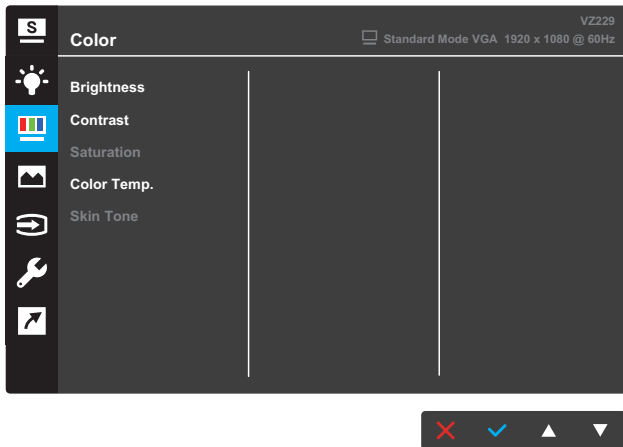 S
VZ229
Color
Standard Mode VGA 1920 x 1080 @ 60Hz
Brightness
Contrast
Saturation
Color Temp.
Skin Tone